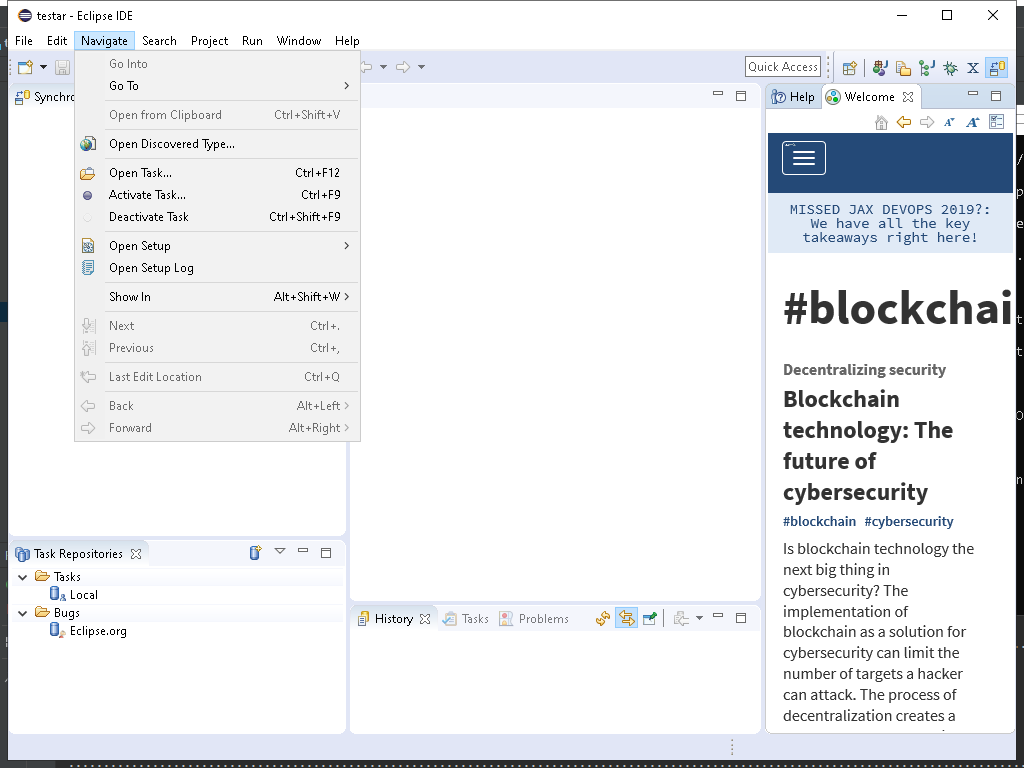 testar - Eclipse IDE
File Edit Navigate Search Project Run Window Help
Quick Access
Go Into
Go To
Open from Clipboard Ctrl+Shift+V
Open Discovered Type...
Open Task... Ctrl+F12
Activate Task... Ctrl+F9
Deactivate Task Ctrl+Shift+F9
Open Setup
Open Setup Log
Show In Alt+Shift+W
Next Ctrl+.
Previous Ctrl+,
Last Edit Location Ctrl+Q
Back Alt+Left
Forward Alt+Right
Synchro
Task Repositories
Tasks
Local
Bugs
Eclipse.org
History Tasks Problems
Help Welcome
MISSED JAX DEVOPS 2019?:
We have all the key
takeaways right here!
#blockchai
Decentralizing security
Blockchain
technology: The
future of
cybersecurity
#blockchain #cybersecurity
Is blockchain technology the
next big thing in
cybersecurity? The
implementation of
blockchain as a solution for
cybersecurity can limit the
number of targets a hacker
can attack. The process of
decentralization creates a